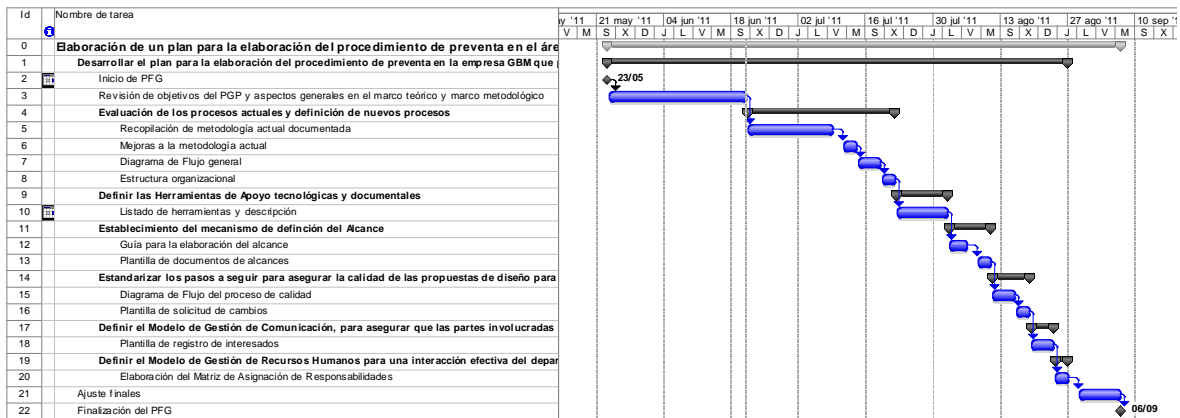 Id Nombre de tarea
y '11 21 may '11 04 jun '11 18 jun '11 02 jul '11 16 jul '11 30 jul '11 13 ago '11 27 ago '11 10 sep '1
V M S X D J L V M S X D J L V M S X D J L V M S X D J L V M
0 Elaboración de un plan para la elaboración del procedimiento de preventa en el áre
1 Desarrollar el plan para la elaboración del procedimiento de preventa en la empresa GBM que
2 Inicio de PFG 23/05
3 Revisión de objetivos del PGP y aspectos generales en el marco teórico y marco metodológico
4 Evaluación de los procesos actuales y definición de nuevos procesos
5 Recopilación de metodología actual documentada
6 Mejoras a la metodología actual
7 Diagrama de Flujo general
8 Estructura organizacional
9 Definir las Herramientas de Apoyo tecnológicas y documentales
10 Listado de herramientas y descripción
11 Establecimiento del mecanismo de definción del Alcance
12 Guía para la elaboración del alcance
13 Plantilla de documentos de alcances
14 Estandarizar los pasos a seguir para asegurar la calidad de las propuestas de diseño para
15 Diagrama de Flujo del proceso de calidad
16 Plantilla de solicitud de cambios
17 Definir el Modelo de Gestión de Comunicación, para asegurar que las partes involucradas
18 Plantilla de registro de interesados
19 Definir el Modelo de Gestión de Recursos Humanos para una interacción efectiva del depar
20 Elaboración del Matriz de Asignación de Responsabilidades
21 Ajuste finales
22 Finalización del PFG 06/09